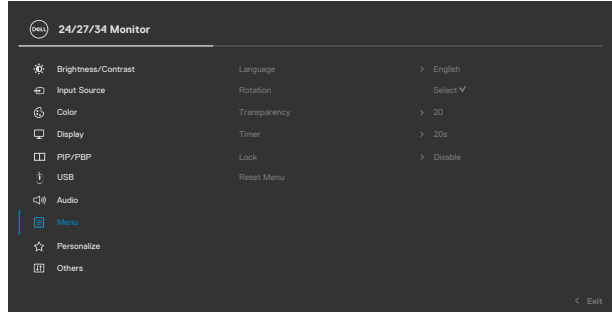 DELL 24/27/34 Monitor
Brightness/Contrast Language > English
Input Source Rotation Select √
Color Transparency > 20
Display Timer > 20s
PIP/PBP Lock > Disable
USB Reset Menu
Audio
Menu
Personalize
Others
< Exit